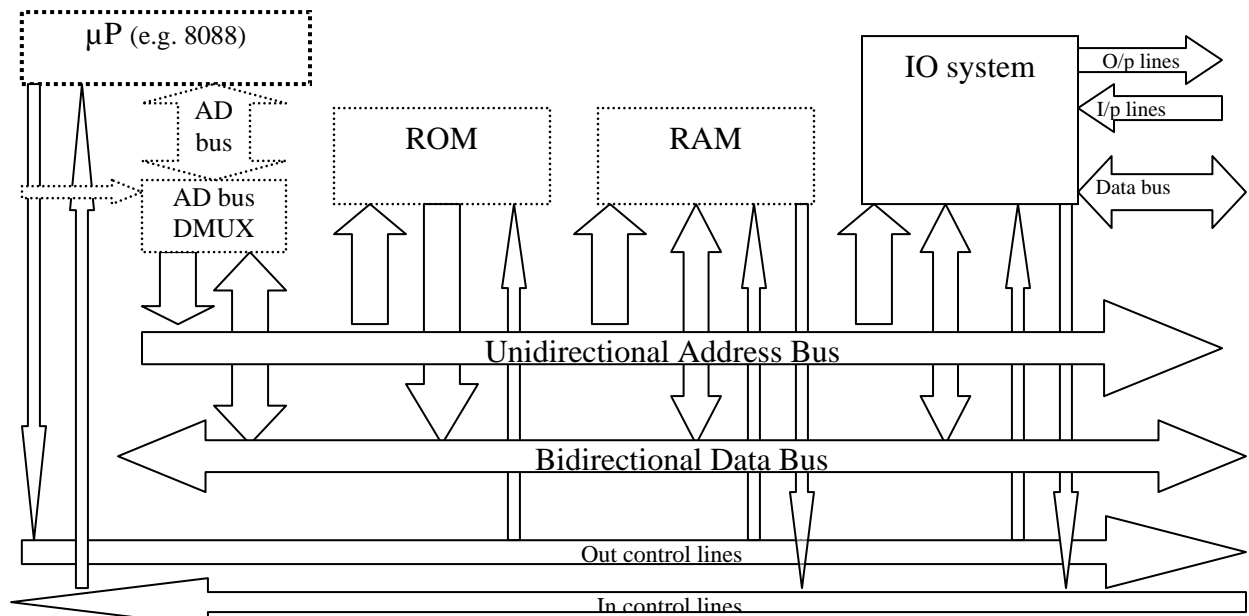 µP (e.g. 8088)
AD
bus
AD bus
DMUX
ROM
RAM
IO system
O/p lines
I/p lines
Data bus
Unidirectional Address Bus
Bidirectional Data Bus
Out control lines
In control lines